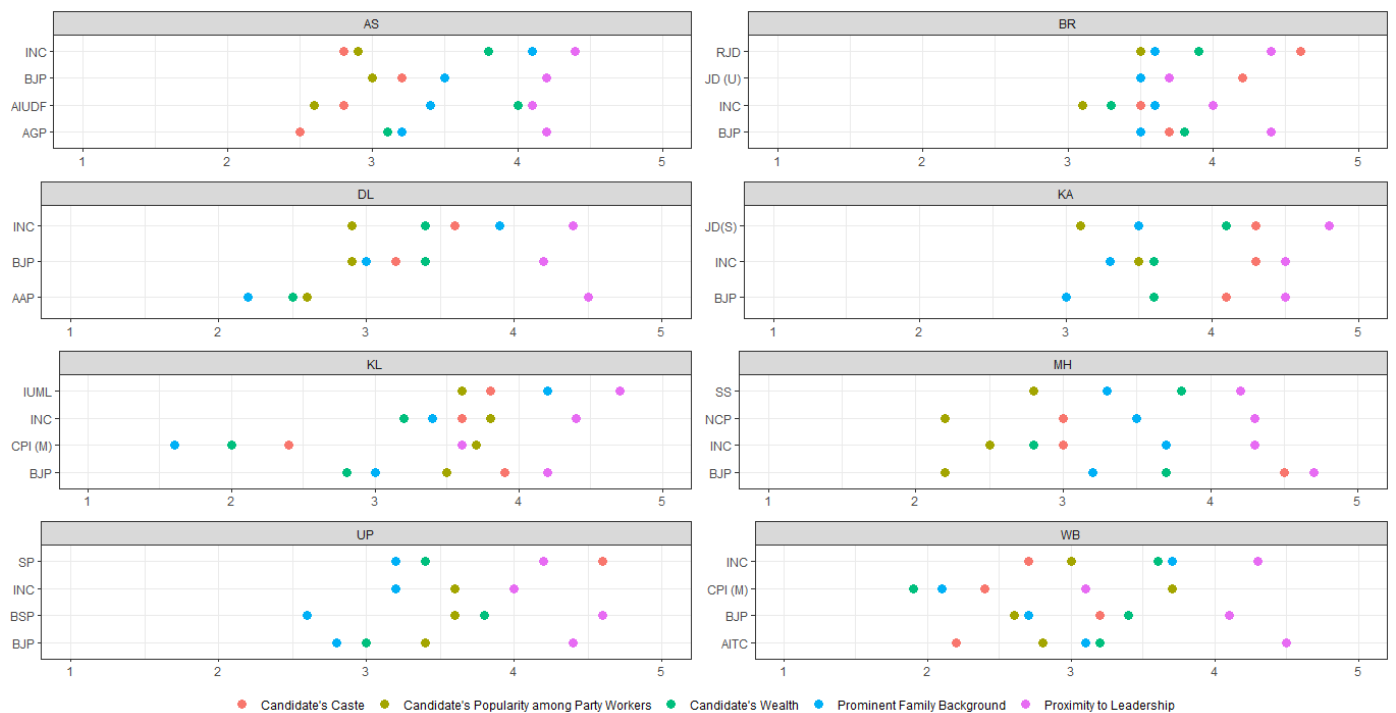 AS
INC
BJP
AIUDF
AGP
1 2 3 4 5
BR
RJD
JD (U)
INC
BJP
1 2 3 4 5
DL
INC
BJP
AAP
1 2 3 4 5
KA
JD(S)
INC
BJP
1 2 3 4 5
KL
IUML
INC
CPI (M)
BJP
1 2 3 4 5
MH
SS
NCP
INC
BJP
1 2 3 4 5
UP
SP
INC
BSP
BJP
1 2 3 4 5
WB
INC
CPI (M)
BJP
AITC
1 2 3 4 5
Candidate's Caste Candidate's Popularity among Party Workers Candidate's Wealth Prominent Family Background Proximity to Leadership